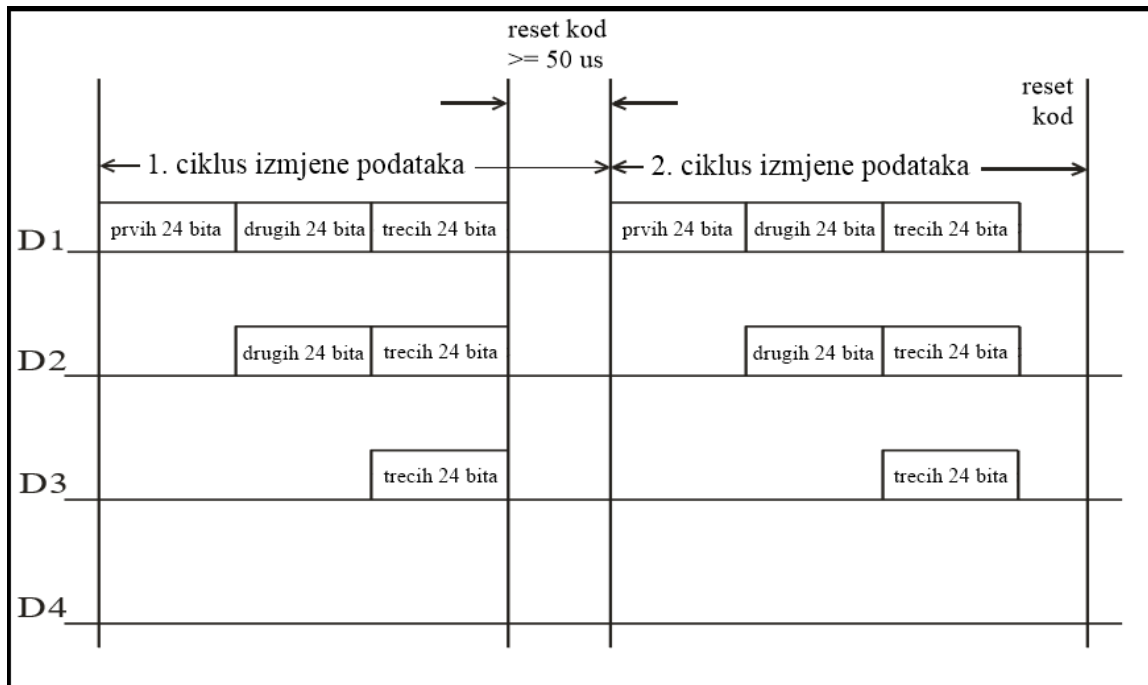 reset kod
>= 50 us
reset
kod
1. ciklus izmjene podataka
2. ciklus izmjene podataka
D1
prvih 24 bita
drugih 24 bita
trecih 24 bita
prvih 24 bita
drugih 24 bita
trecih 24 bita
D2
drugih 24 bita
trecih 24 bita
drugih 24 bita
trecih 24 bita
D3
trecih 24 bita
trecih 24 bita
D4